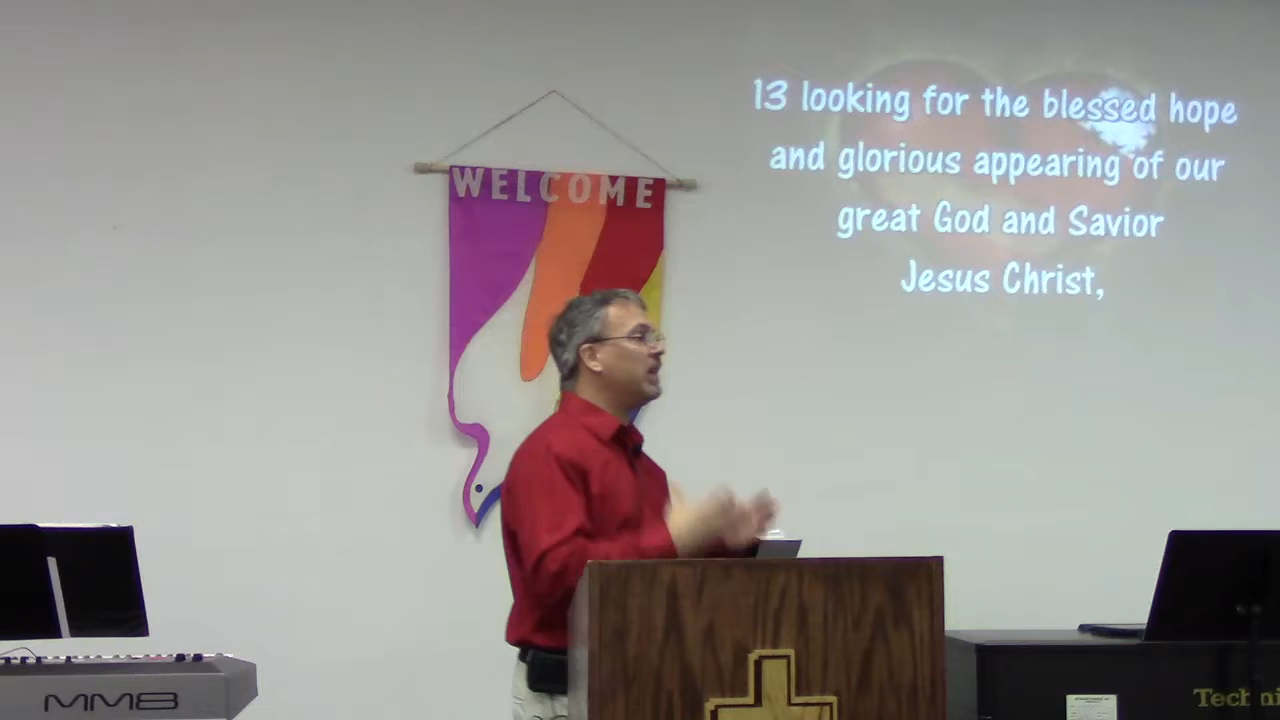 13 looking for the blessed hope
and glorious appearing of our
great God and Savior
Jesus Christ,
WELCOME
MM8
Techni